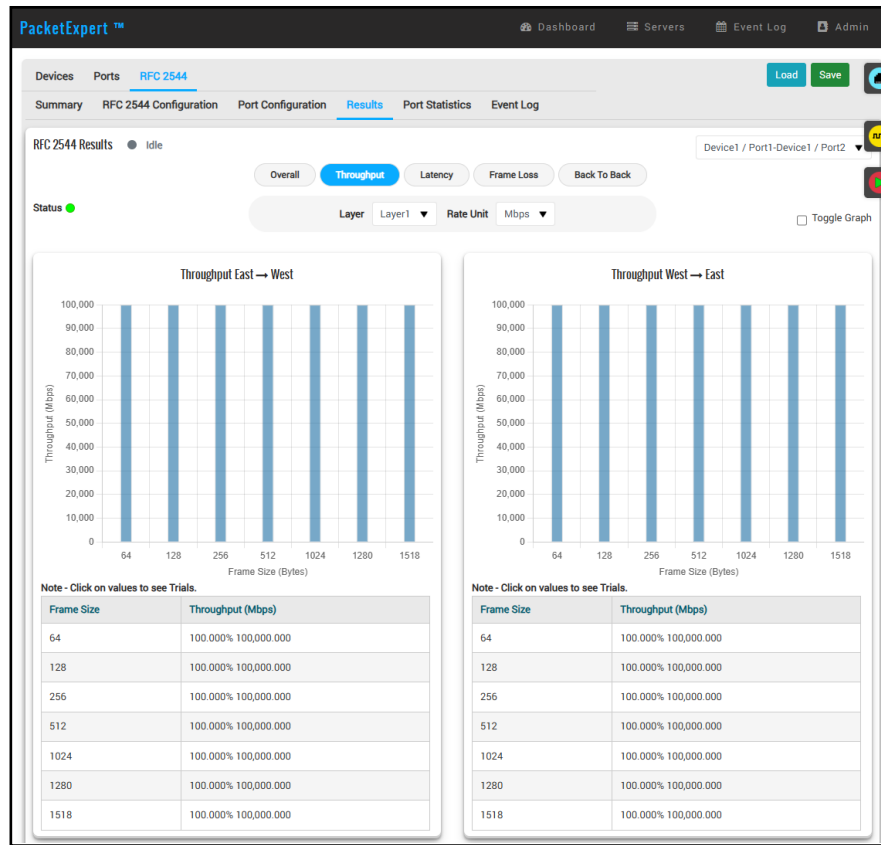 PacketExpert ™ Dashboard Servers Event Log Admin
Devices Ports RFC 2544 Load Save
Summary RFC 2544 Configuration Port Configuration Results Port Statistics Event Log
RFC 2544 Results Idle Device1 / Port1-Device1 / Port2
Overall Throughput Latency Frame Loss Back To Back
Status Layer Layer1 Rate Unit Mbps Toggle Graph
Throughput East → West
100,000
90,000
80,000
70,000
60,000
50,000
40,000
30,000
20,000
10,000
0
Throughput (Mbps)
64 128 256 512 1024 1280 1518
Frame Size (Bytes)
Note - Click on values to see Trials.
Frame Size Throughput (Mbps)
64 100.000% 100,000.000
128 100.000% 100,000.000
256 100.000% 100,000.000
512 100.000% 100,000.000
1024 100.000% 100,000.000
1280 100.000% 100,000.000
1518 100.000% 100,000.000
Throughput West → East
100,000
90,000
80,000
70,000
60,000
50,000
40,000
30,000
20,000
10,000
0
Throughput (Mbps)
64 128 256 512 1024 1280 1518
Frame Size (Bytes)
Note - Click on values to see Trials.
Frame Size Throughput (Mbps)
64 100.000% 100,000.000
128 100.000% 100,000.000
256 100.000% 100,000.000
512 100.000% 100,000.000
1024 100.000% 100,000.000
1280 100.000% 100,000.000
1518 100.000% 100,000.000